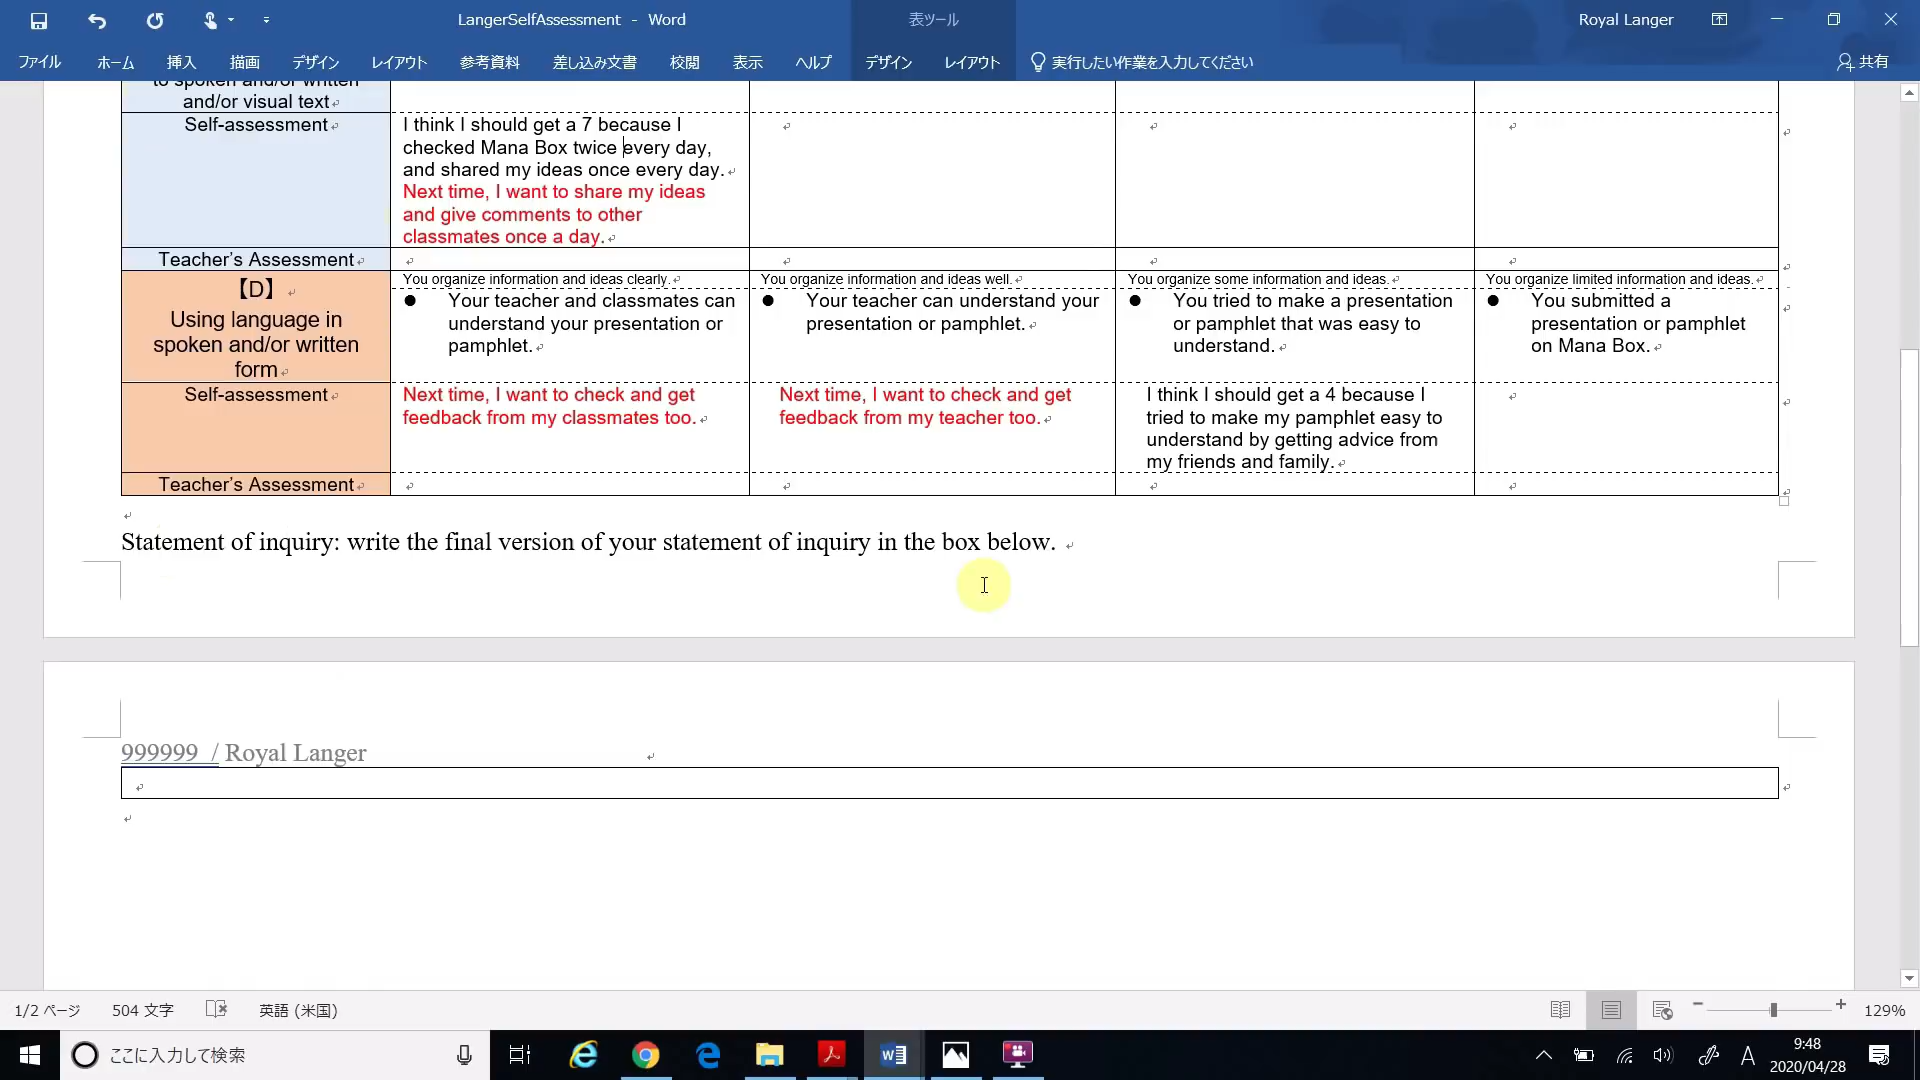 LangerSelfAssessment - Word
表ツール
Royal Langer
ファイル ホーム 挿入 描画 デザイン レイアウト 参考資料 差し込み文書 校閲 表示 ヘルプ デザイン レイアウト 実行したい作業を入力してください 共有
to spoken and/or written
and/or visual text
Self-assessment
I think I should get a 7 because I
checked Mana Box twice every day,
and shared my ideas once every day.
Next time, I want to share my ideas
and give comments to other
classmates once a day.
Teacher's Assessment
【D】
Using language in
spoken and/or written
form
You organize information and ideas clearly.
● Your teacher and classmates can
understand your presentation or
pamphlet.
You organize information and ideas well.
● Your teacher can understand your
presentation or pamphlet.
You organize some information and ideas.
● You tried to make a presentation
or pamphlet that was easy to
understand.
You organize limited information and ideas.
● You submitted a
presentation or pamphlet
on Mana Box.
Self-assessment
Next time, I want to check and get
feedback from my classmates too.
Next time, I want to check and get
feedback from my teacher too.
I think I should get a 4 because I
tried to make my pamphlet easy to
understand by getting advice from
my friends and family.
Teacher's Assessment
Statement of inquiry: write the final version of your statement of inquiry in the box below.
999999 / Royal Langer
1/2 ページ 504 文字 英語 (米国) 129%
ここに入力して検索
A
9:48
2020/04/28